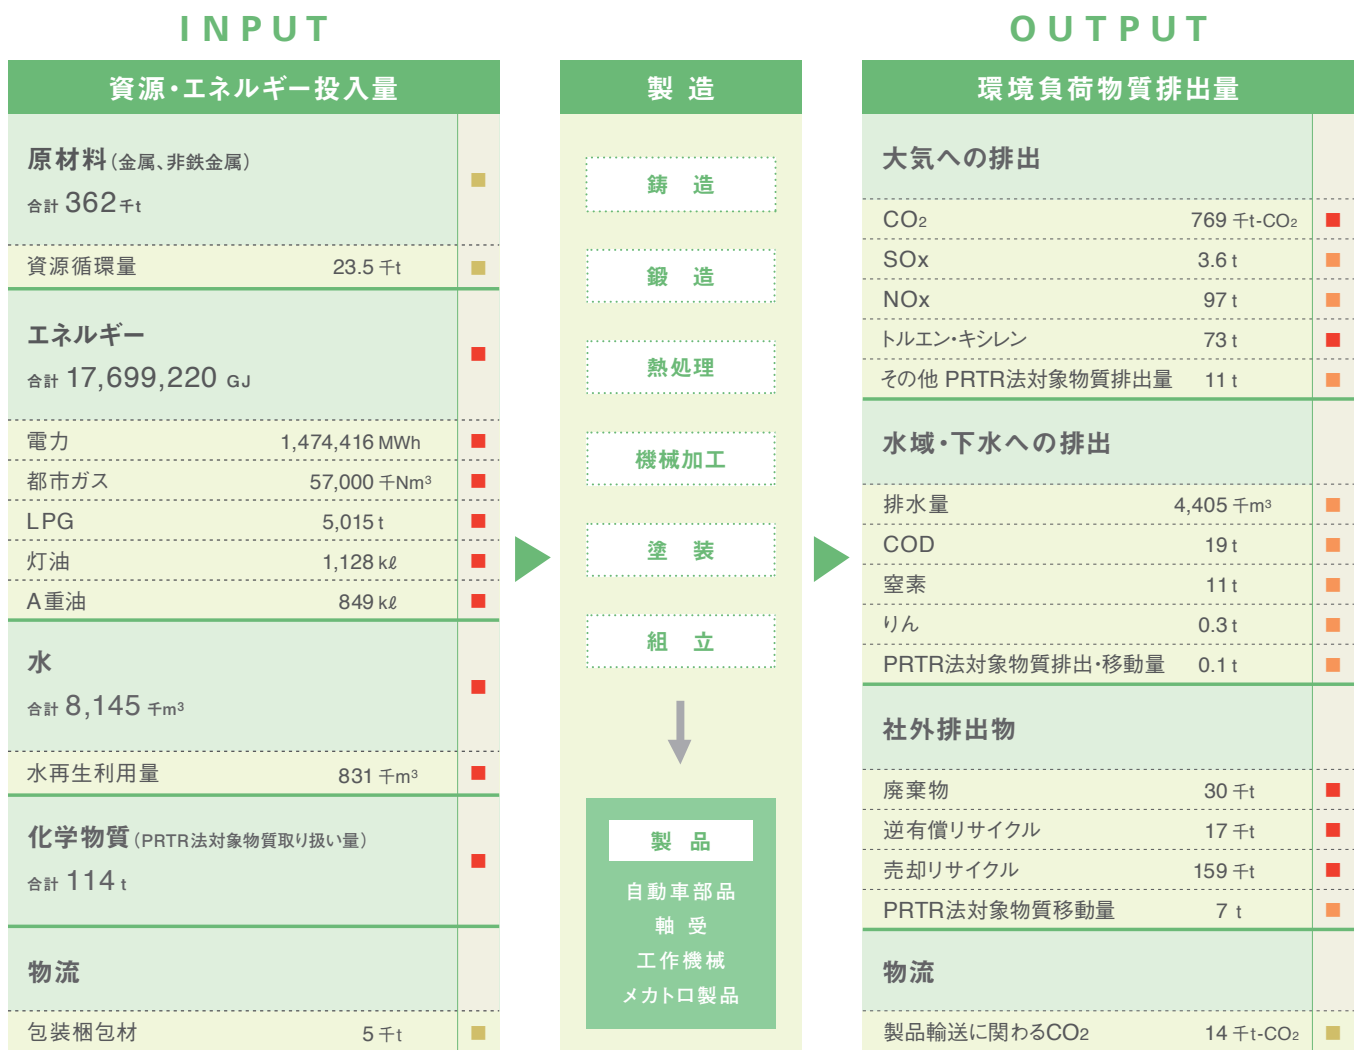 INPUT
資源・エネルギー投入量
原材料(金属、非鉄金属)
合計 362千t
資源循環量 23.5 千t
エネルギー
合計 17,699,220 GJ
電力 1,474,416 MWh
都市ガス 57,000 千Nm³
LPG 5,015 t
灯油 1,128 kℓ
A重油 849 kℓ
水
合計 8,145 千m³
水再生利用量 831 千m³
化学物質(PRTR法対象物質取り扱い量)
合計 114 t
物流
包装梱包材 5 千t
製造
鋳造
鍛造
熱処理
機械加工
塗装
組立
製品
自動車部品
軸受
工作機械
メカトロ製品
OUTPUT
環境負荷物質排出量
大気への排出
CO₂ 769 千t-CO₂
SOx 3.6 t
NOx 97 t
トルエン・キシレン 73 t
その他 PRTR法対象物質排出量 11 t
水域・下水への排出
排水量 4,405 千m³
COD 19 t
窒素 11 t
りん 0.3 t
PRTR法対象物質排出・移動量 0.1 t
社外排出物
廃棄物 30 千t
逆有償リサイクル 17 千t
売却リサイクル 159 千t
PRTR法対象物質移動量 7 t
物流
製品輸送に関わるCO₂ 14 千t-CO₂